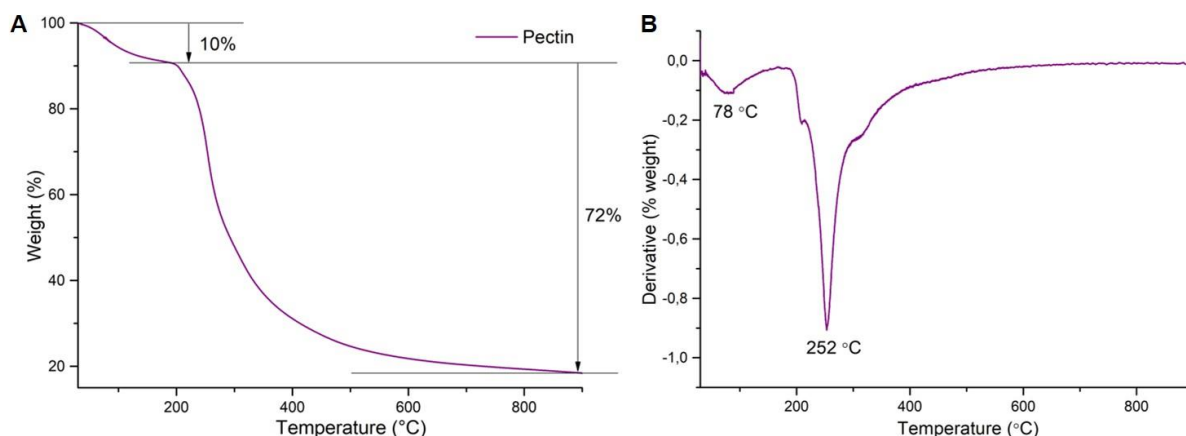 A
100
80
60
40
20
Weight (%)
200
400
600
800
Temperature (°C)
10%
72%
Pectin
B
0,0
-0,2
-0,4
-0,6
-0,8
-1,0
Derivative (% weight)
200
400
600
800
Temperature (°C)
78 °C
252 °C